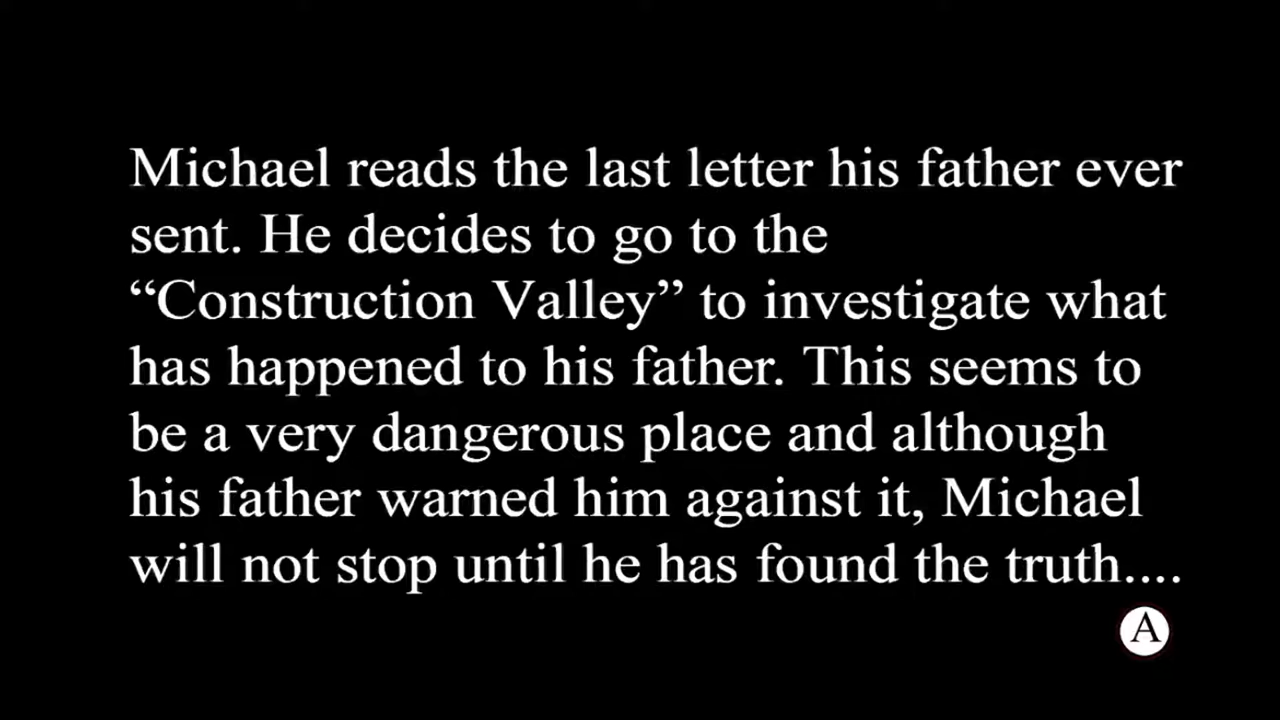 Michael reads the last letter his father ever
sent. He decides to go to the
“Construction Valley” to investigate what
has happened to his father. This seems to
be a very dangerous place and although
his father warned him against it, Michael
will not stop until he has found the truth....
A